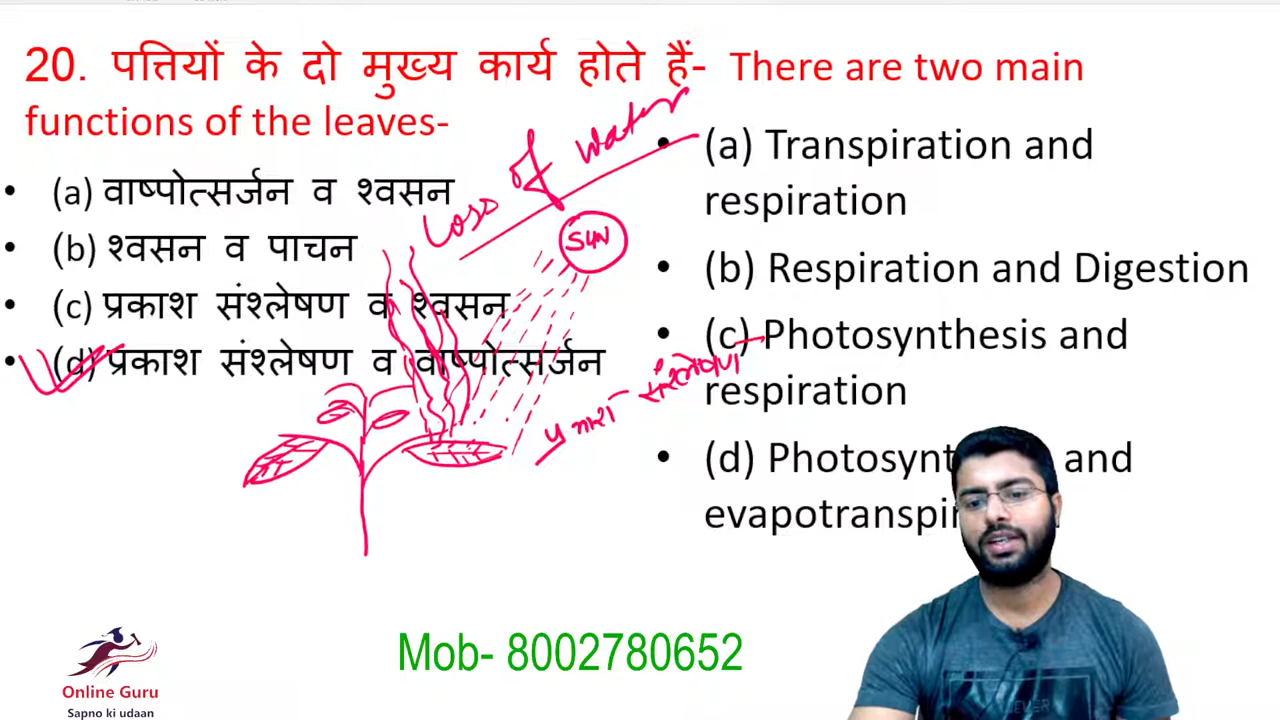 20. पत्तियों के दो मुख्य कार्य होते हैं- There are two main
functions of the leaves-
(a) वाष्पोत्सर्जन व श्वसन
(b) श्वसन व पाचन
(c) प्रकाश संश्लेषण व श्वसन
(d) प्रकाश संश्लेषण व वाष्पोत्सर्जन
(a) Transpiration and
respiration
(b) Respiration and Digestion
(c) Photosynthesis and
respiration
(d) and
Loss of water
SUN
प्रकाश संश्लेषण
Mob- 8002780652
Online Guru
Sapno ki udaan